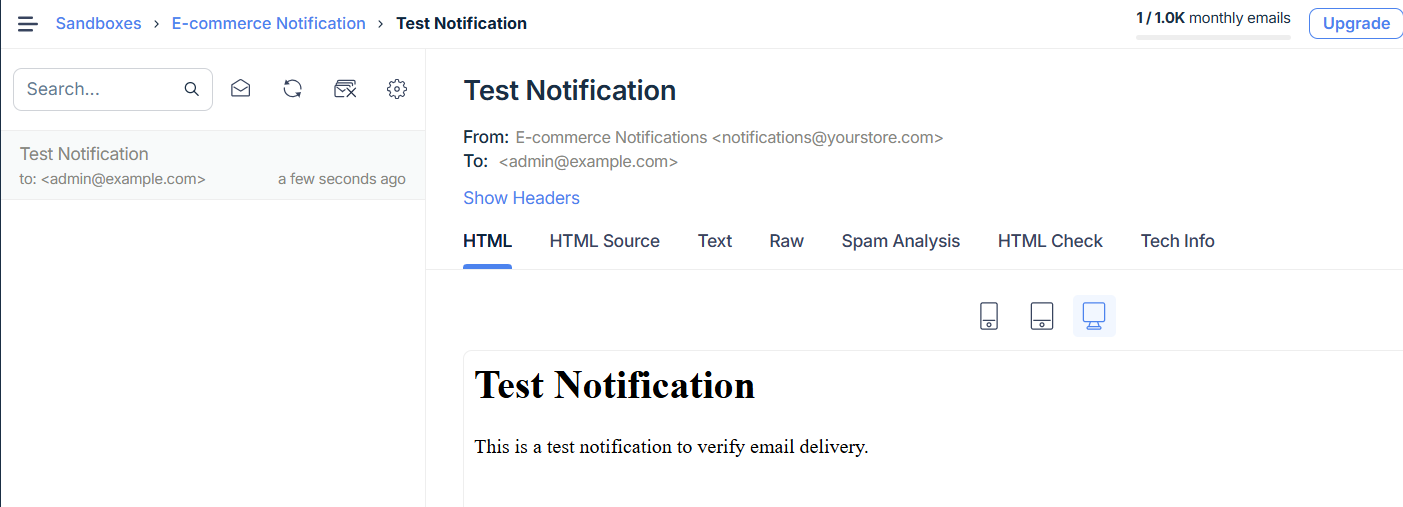 Sandboxes > E-commerce Notification > Test Notification
1 / 1.0K monthly emails
Upgrade
Search...
Test Notification
to: <admin@example.com> a few seconds ago
Test Notification
From: E-commerce Notifications <notifications@yourstore.com>
To: <admin@example.com>
Show Headers
HTML HTML Source Text Raw Spam Analysis HTML Check Tech Info
Test Notification
This is a test notification to verify email delivery.